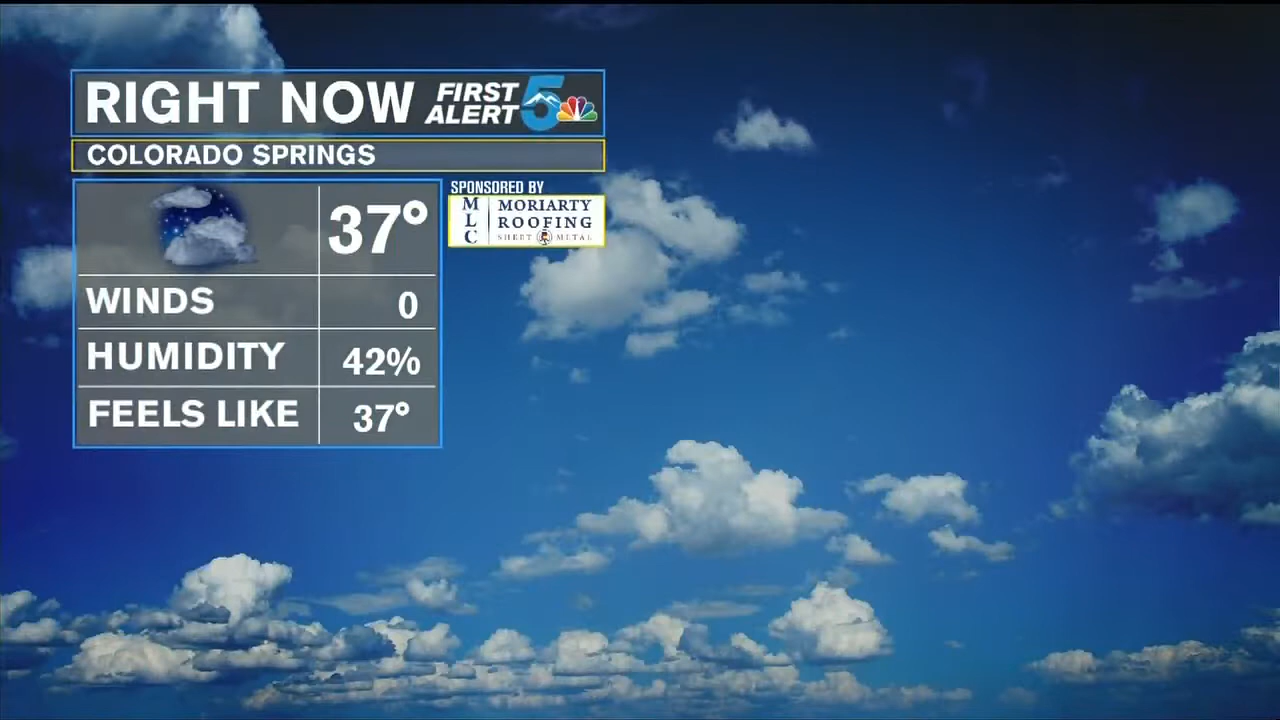 RIGHT NOW FIRST ALERT 5
COLORADO SPRINGS
37°
SPONSORED BY
MLC MORIARTY ROOFING SHEET METAL
WINDS 0
HUMIDITY 42%
FEELS LIKE 37°